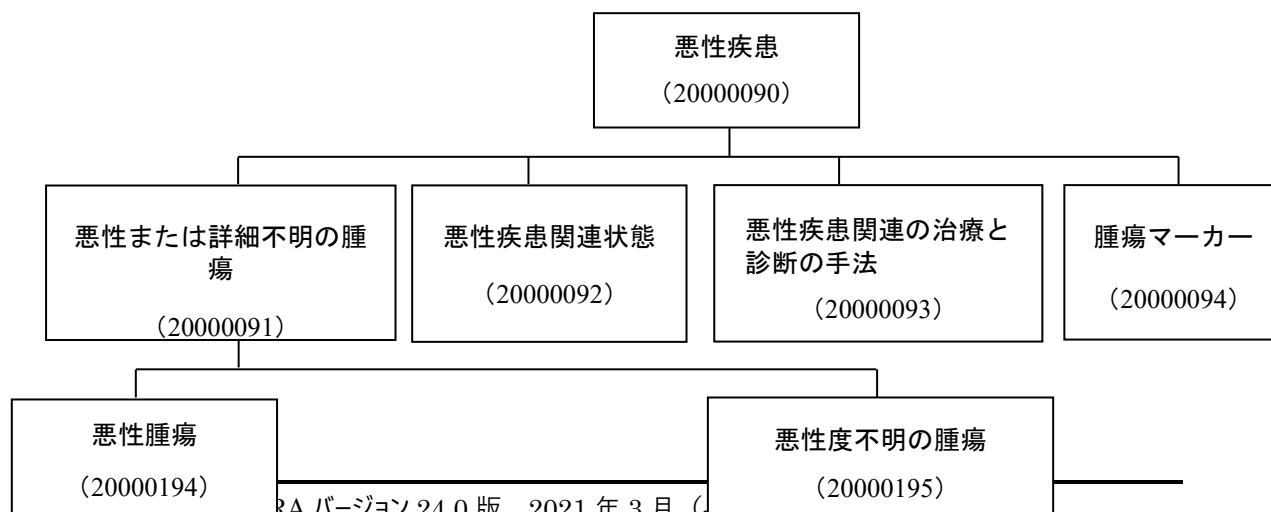 悪性疾患
（20000090）
悪性または詳細不明の腫
瘍
（20000091）
悪性疾患関連状態
（20000092）
悪性疾患関連の治療と
診断の手法
（20000093）
腫瘍マーカー
（20000094）
悪性腫瘍
（20000194）
悪性度不明の腫瘍
（20000195）
RA バージョン 24.0 版 2021 年 3 月（